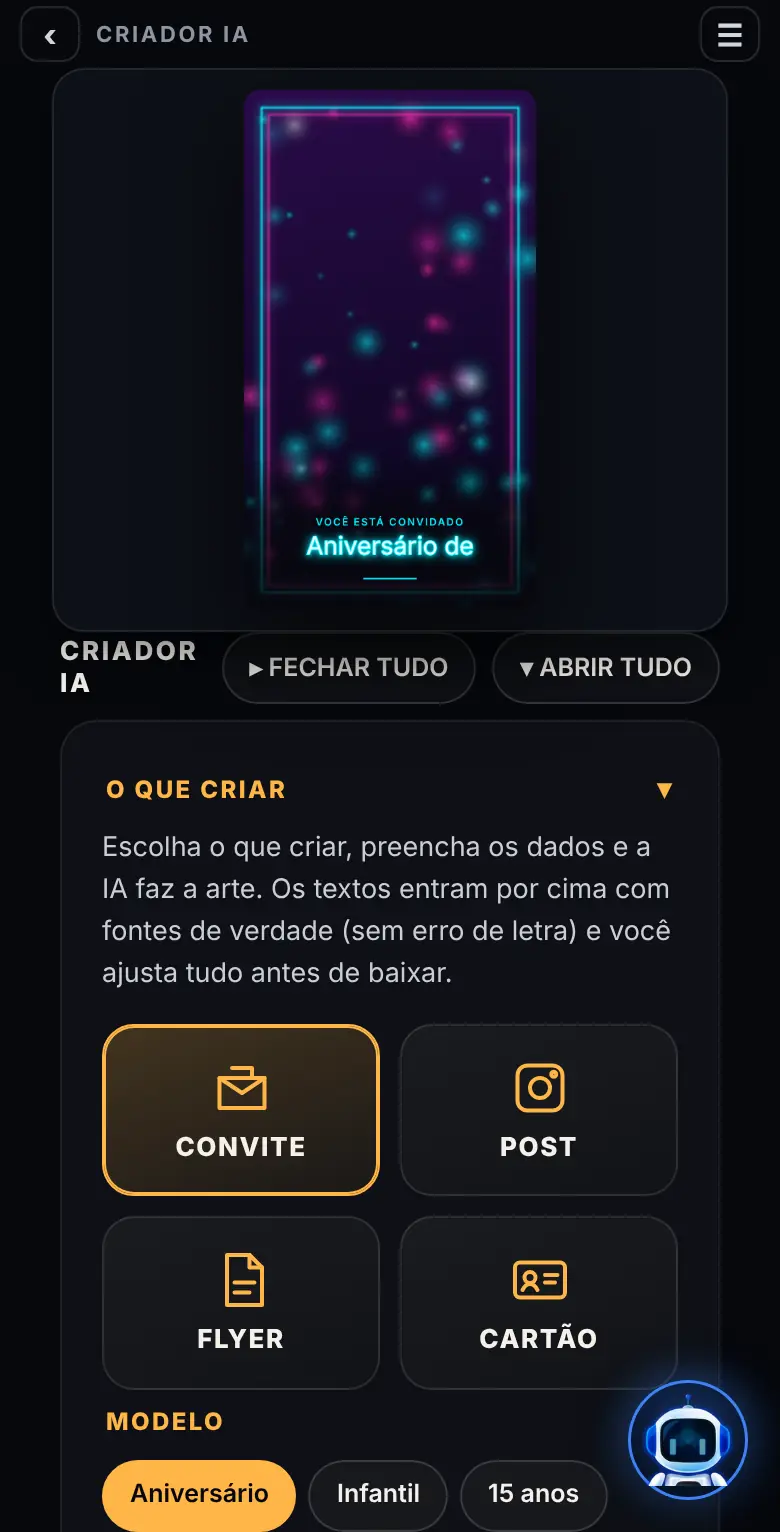 CRIADOR IA
VOCÊ ESTÁ CONVIDADO
Aniversário de
CRIADOR
IA
▸ FECHAR TUDO
▾ ABRIR TUDO
O QUE CRIAR
Escolha o que criar, preencha os dados e a
IA faz a arte. Os textos entram por cima com
fontes de verdade (sem erro de letra) e você
ajusta tudo antes de baixar.
CONVITE
POST
FLYER
CARTÃO
MODELO
Aniversário
Infantil
15 anos